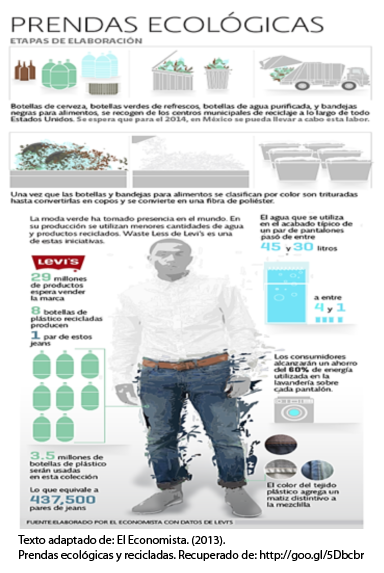 PRENDAS ECOLÓGICAS
ETAPAS DE ELABORACIÓN
Botellas de cerveza, botellas verdes de refrescos, botellas de agua purificada, y bandejas
negras para alimentos, se recogen de los centros municipales de reciclaje a lo largo de todo
Estados Unidos. Se espera que para el 2014, en México se pueda llevar a cabo esta labor.
Una vez que las botellas y bandejas para alimentos se clasifican por color son trituradas
hasta convertirlas en copos y se convierte en una fibra de poliéster.
La moda verde ha tomado presencia en el mundo. En
su producción se utilizan menores cantidades de agua
y productos reciclados. Waste Less de Levi's es una
de estas iniciativas.
LEVI'S
29 millones
de productos
espera vender
la marca
8 botellas de
plástico recicladas
producen
1 par de estos
jeans
3.5 millones de
botellas de plástico
serán usadas
en esta colección
Lo que equivale a
437,500
pares de jeans
El agua que se utiliza
en el acabado típico de
un par de pantalones
pasó de entre
45 y 30 litros
a entre
4 y 1
Los consumidores
alcanzarán un ahorro
del 60% de energía
utilizada en la
lavandería sobre
cada pantalón.
El color del tejido
plástico agrega un
matiz distintivo a
la mezclilla
FUENTE:ELABORADO POR EL ECONOMISTA CON DATOS DE LEVI'S
Texto adaptado de: El Economista. (2013).
Prendas ecológicas y recicladas. Recuperado de: http://goo.gl/5Dbcbr